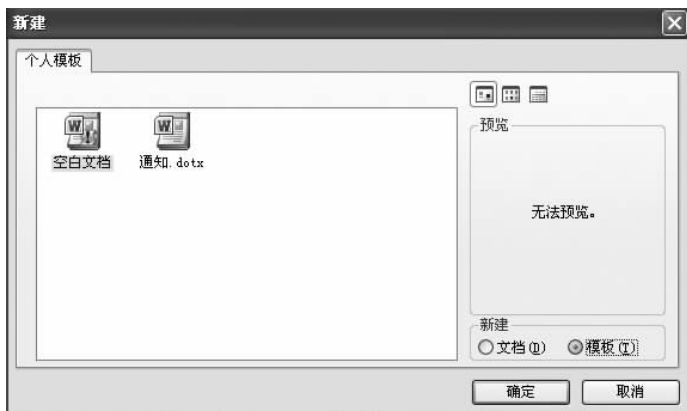 新建
个人模板
空白文档
通知.dotx
预览
无法预览。
新建
文档(D)
模板(T)
确定
取消